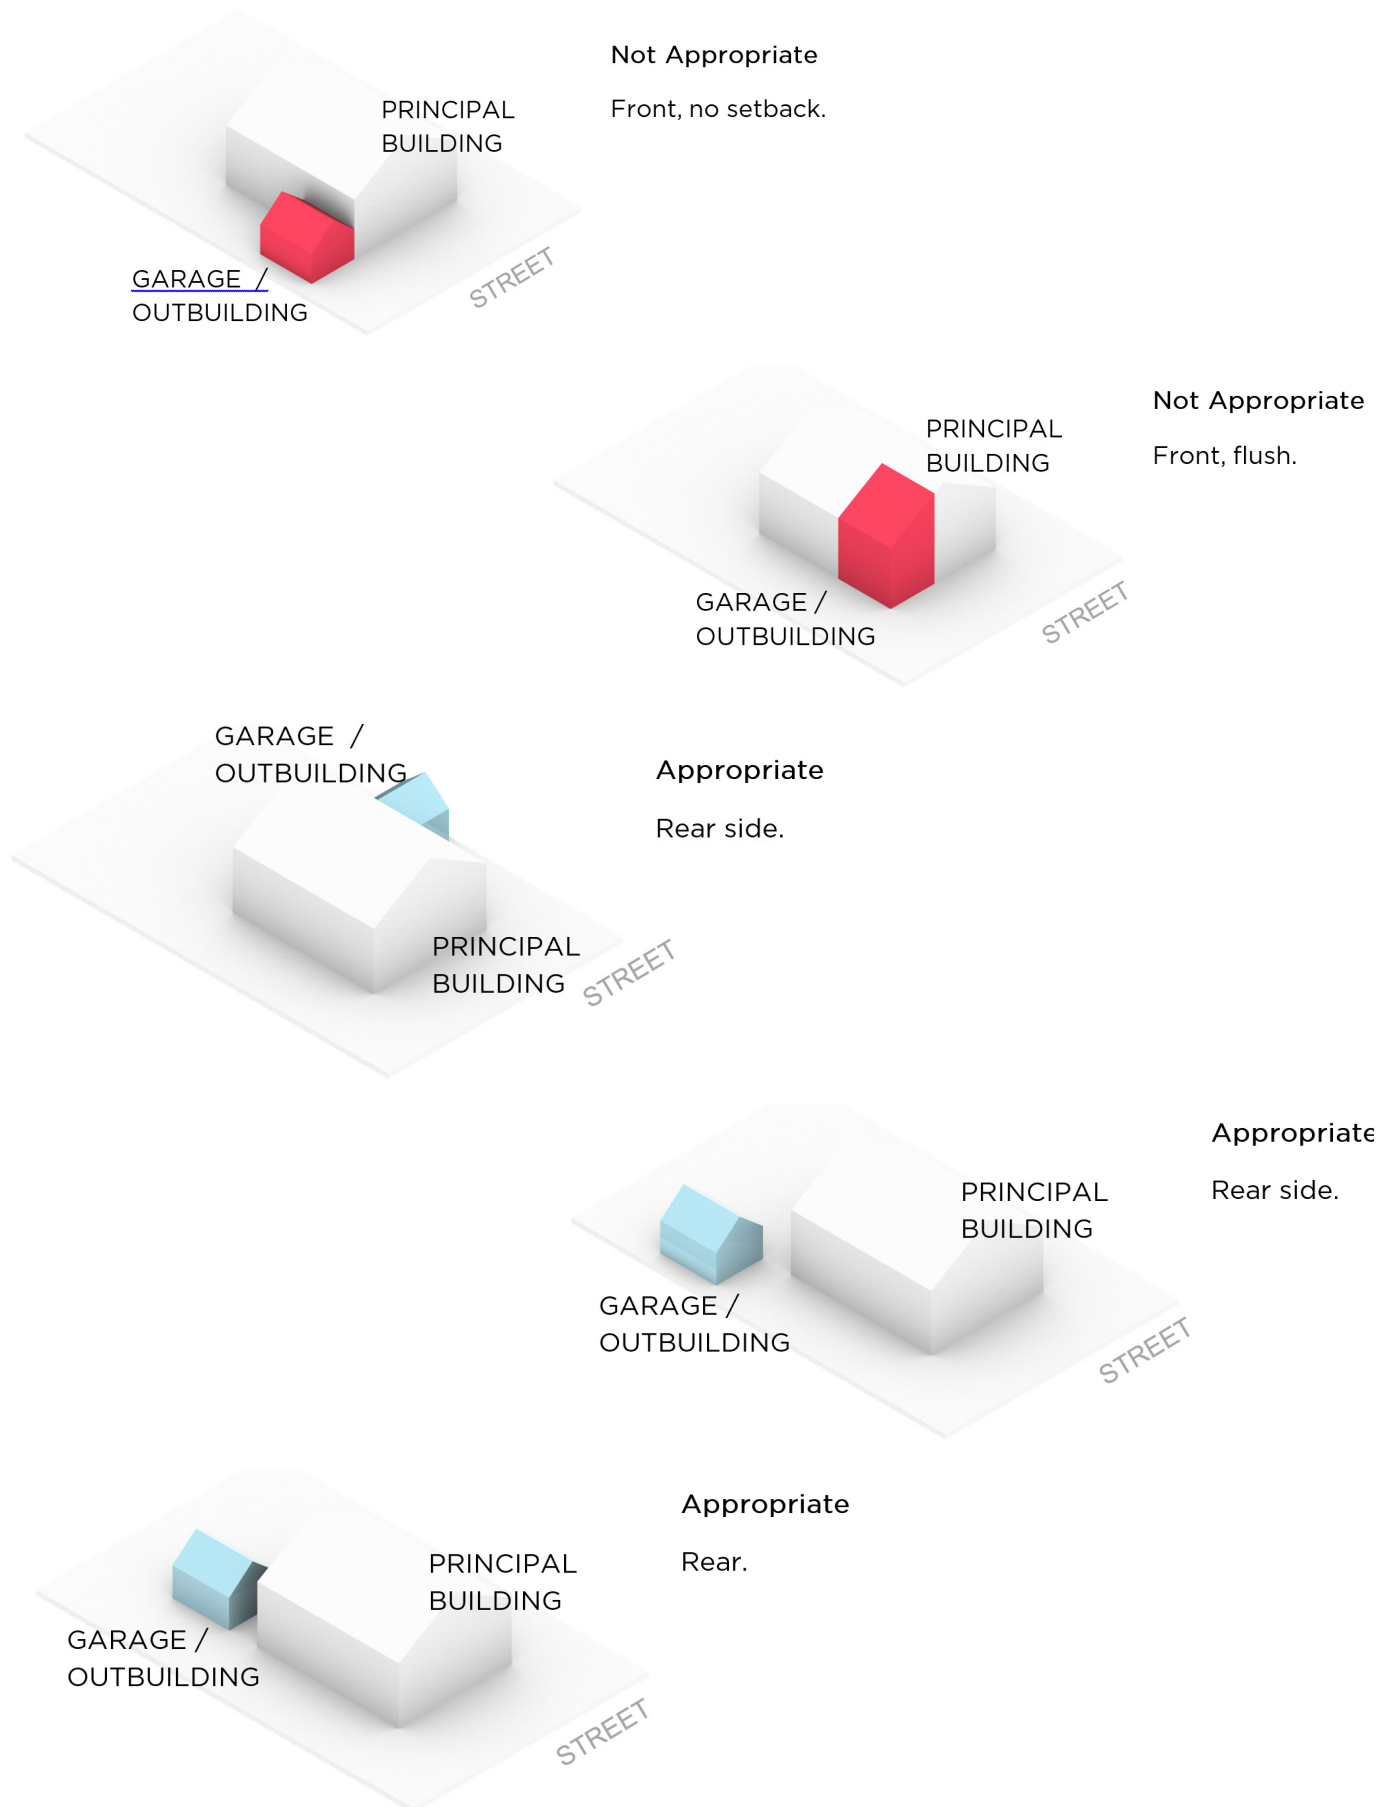 Not Appropriate
Front, no setback.
PRINCIPAL
BUILDING
GARAGE /
OUTBUILDING
STREET
Not Appropriate
Front, flush.
PRINCIPAL
BUILDING
GARAGE /
OUTBUILDING
STREET
GARAGE /
OUTBUILDING
Appropriate
Rear side.
PRINCIPAL
BUILDING
STREET
Appropriate
Rear side.
PRINCIPAL
BUILDING
GARAGE /
OUTBUILDING
STREET
Appropriate
Rear.
PRINCIPAL
BUILDING
GARAGE /
OUTBUILDING
STREET